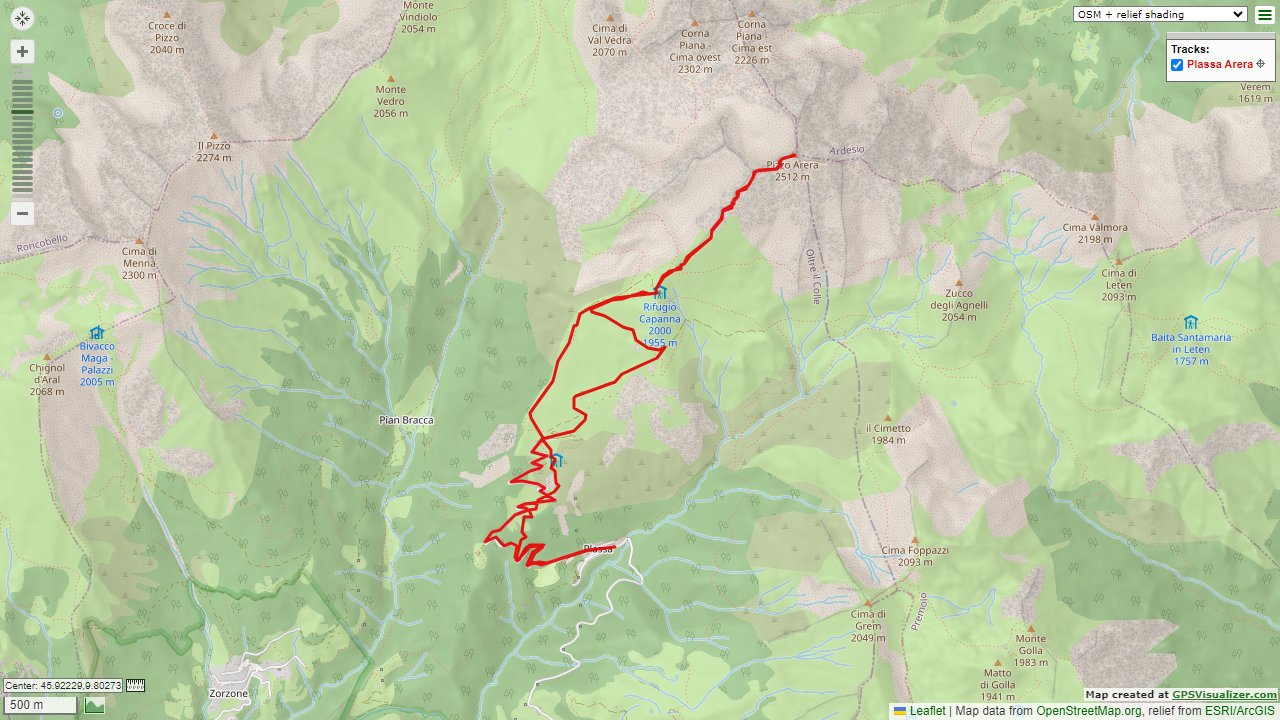 Croce di
Pizzo
2040 m
Monte
Vindiolo
2054 m
Cima di
Val Vedra
2070 m
Corna
Piana -
Cima ovest
2302 m
Corna
Piana -
Cima est
2226 m
OSM + relief shading
Tracks:
Plassa Arera
Verem
1619 m
Monte
Vedro
2056 m
Il Pizzo
2274 m
Ardesio
Pizzo Arera
2512 m
Roncobello
Cima di
Menna
2300 m
Cima Valmora
2198 m
Oltre il Colle
Cima di
Leten
2093 m
Zucco
degli Agnelli
2054 m
Rifugio
Capanna
2000
1955 m
Baita Santamaria
in Leten
1757 m
Bivacco
Maga -
Palazzi
2005 m
Chignol
d'Aral
2068 m
Pian Bracca
il Cimetto
1984 m
Plassa
Cima Foppazzi
2093 m
Premolo
Cima di
Grem
2049 m
Monte
Golla
1983 m
Matto
di Golla
1941 m
Zorzone
Center: 45.92229,9.80273
500 m
Map created at GPSVisualizer.com
Leaflet | Map data from OpenStreetMap.org, relief from ESRI/ArcGIS